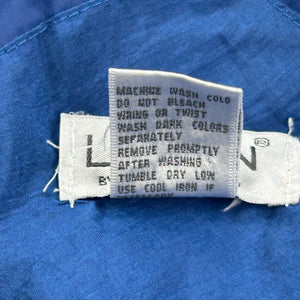 MACHINE WASH COLD
DO NOT BLEACH
WRING OR TWIST
WASH DARK COLORS
SEPARATELY
REMOVE PROMPTLY
AFTER WASHING
TUMBLE DRY LOW
USE COOL IRON IF
L N ®
BY